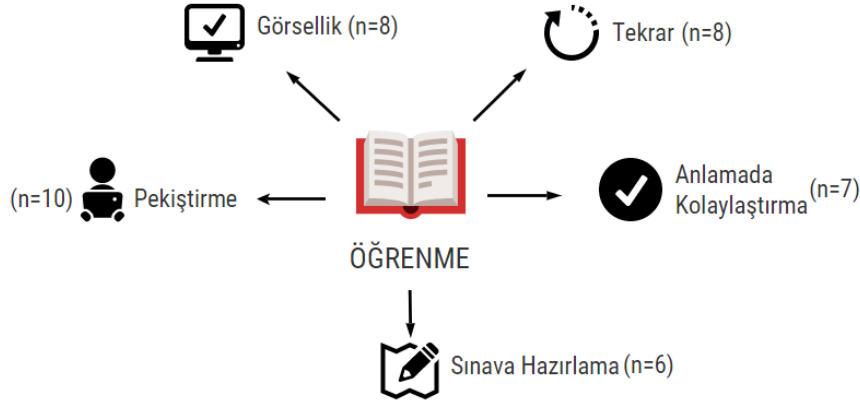 Görsellik (n=8)
Tekrar (n=8)
(n=10) Pekiştirme
Anlamada
Kolaylaştırma (n=7)
ÖĞRENME
Sınava Hazırlama (n=6)